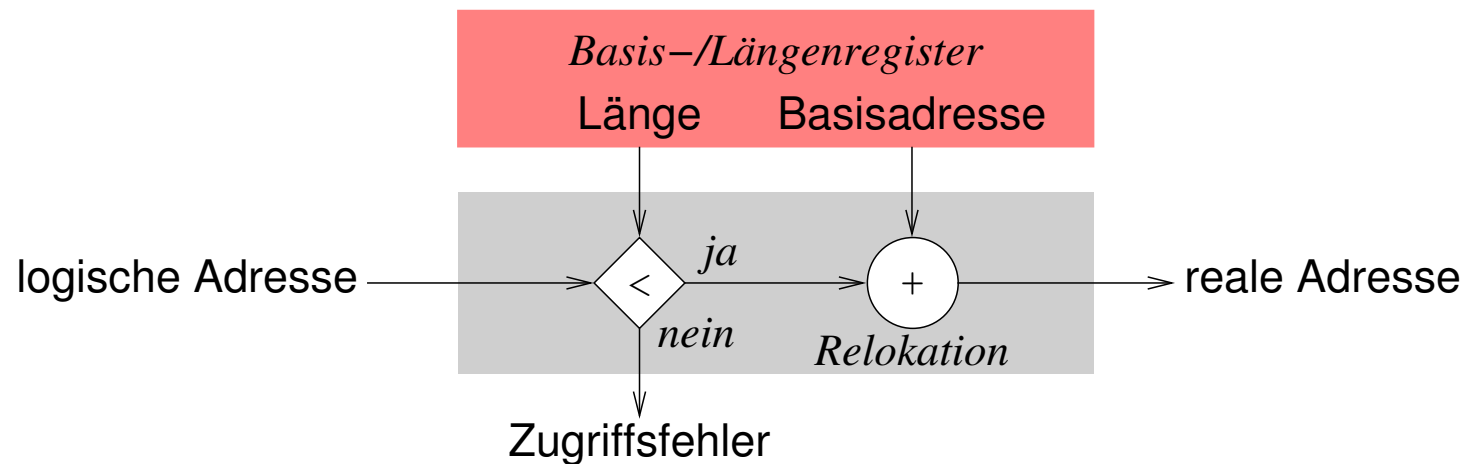 Basis−/Längenregister
Länge Basisadresse
logische Adresse < ja + reale Adresse
nein Relokation
Zugriffsfehler